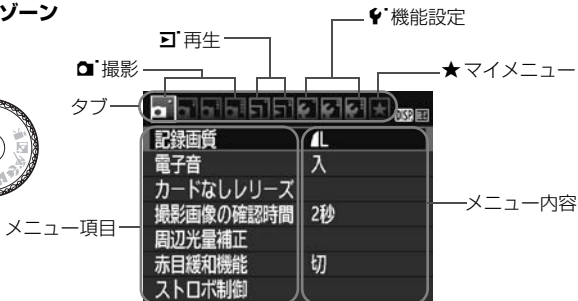 ゾーン
機能設定
再生
撮影
★マイメニュー
タブ
DISP.
記録画質 L
電子音 入
カードなしレリーズ
撮影画像の確認時間 2秒
メニュー内容
メニュー項目
周辺光量補正
赤目緩和機能 切
ストロボ制御